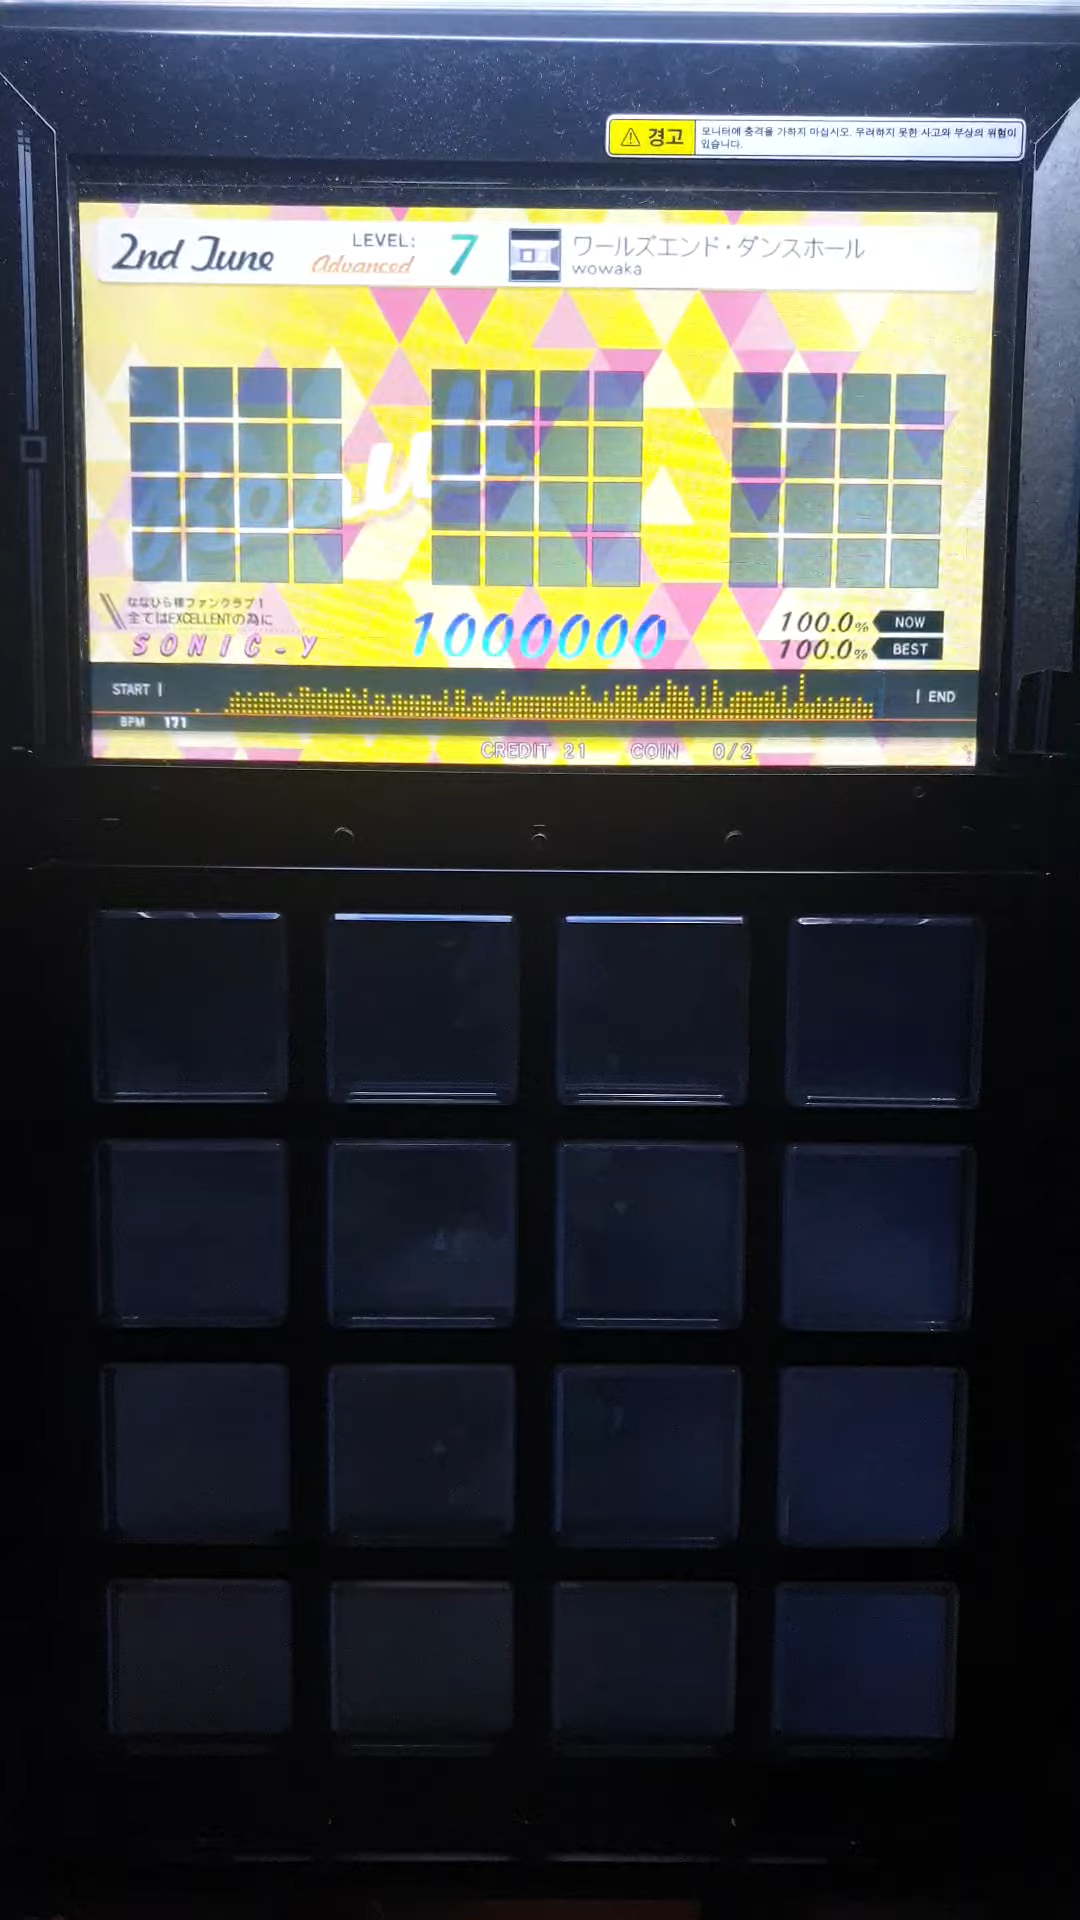 경고
모니터에 충격을 가하지 마십시오. 우려하지 못한 사고와 부상의 위험이
있습니다.
2nd June
LEVEL:
Advanced
7
ワールズエンド・ダンスホール
wowaka
Result
ななひら様ファンクラブ1
全てはEXCELLENTの為に
SONIC-Y
1000000
100.0% NOW
100.0% BEST
START
END
BPM 171
CREDIT 21 COIN 0/2